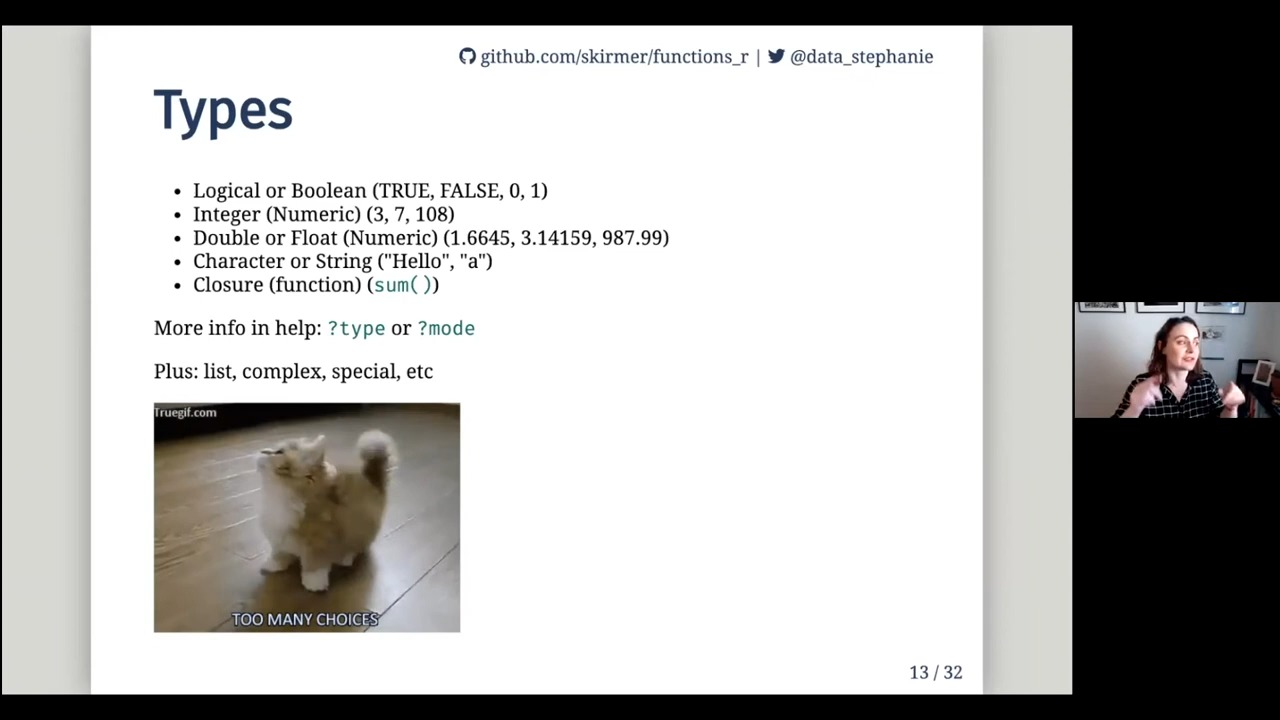 github.com/skirmer/functions_r | @data_stephanie
Types
• Logical or Boolean (TRUE, FALSE, 0, 1)
• Integer (Numeric) (3, 7, 108)
• Double or Float (Numeric) (1.6645, 3.14159, 987.99)
• Character or String ("Hello", "a")
• Closure (function) (sum())
More info in help: ?type or ?mode
Plus: list, complex, special, etc
Truegif.com
TOO MANY CHOICES
13 / 32